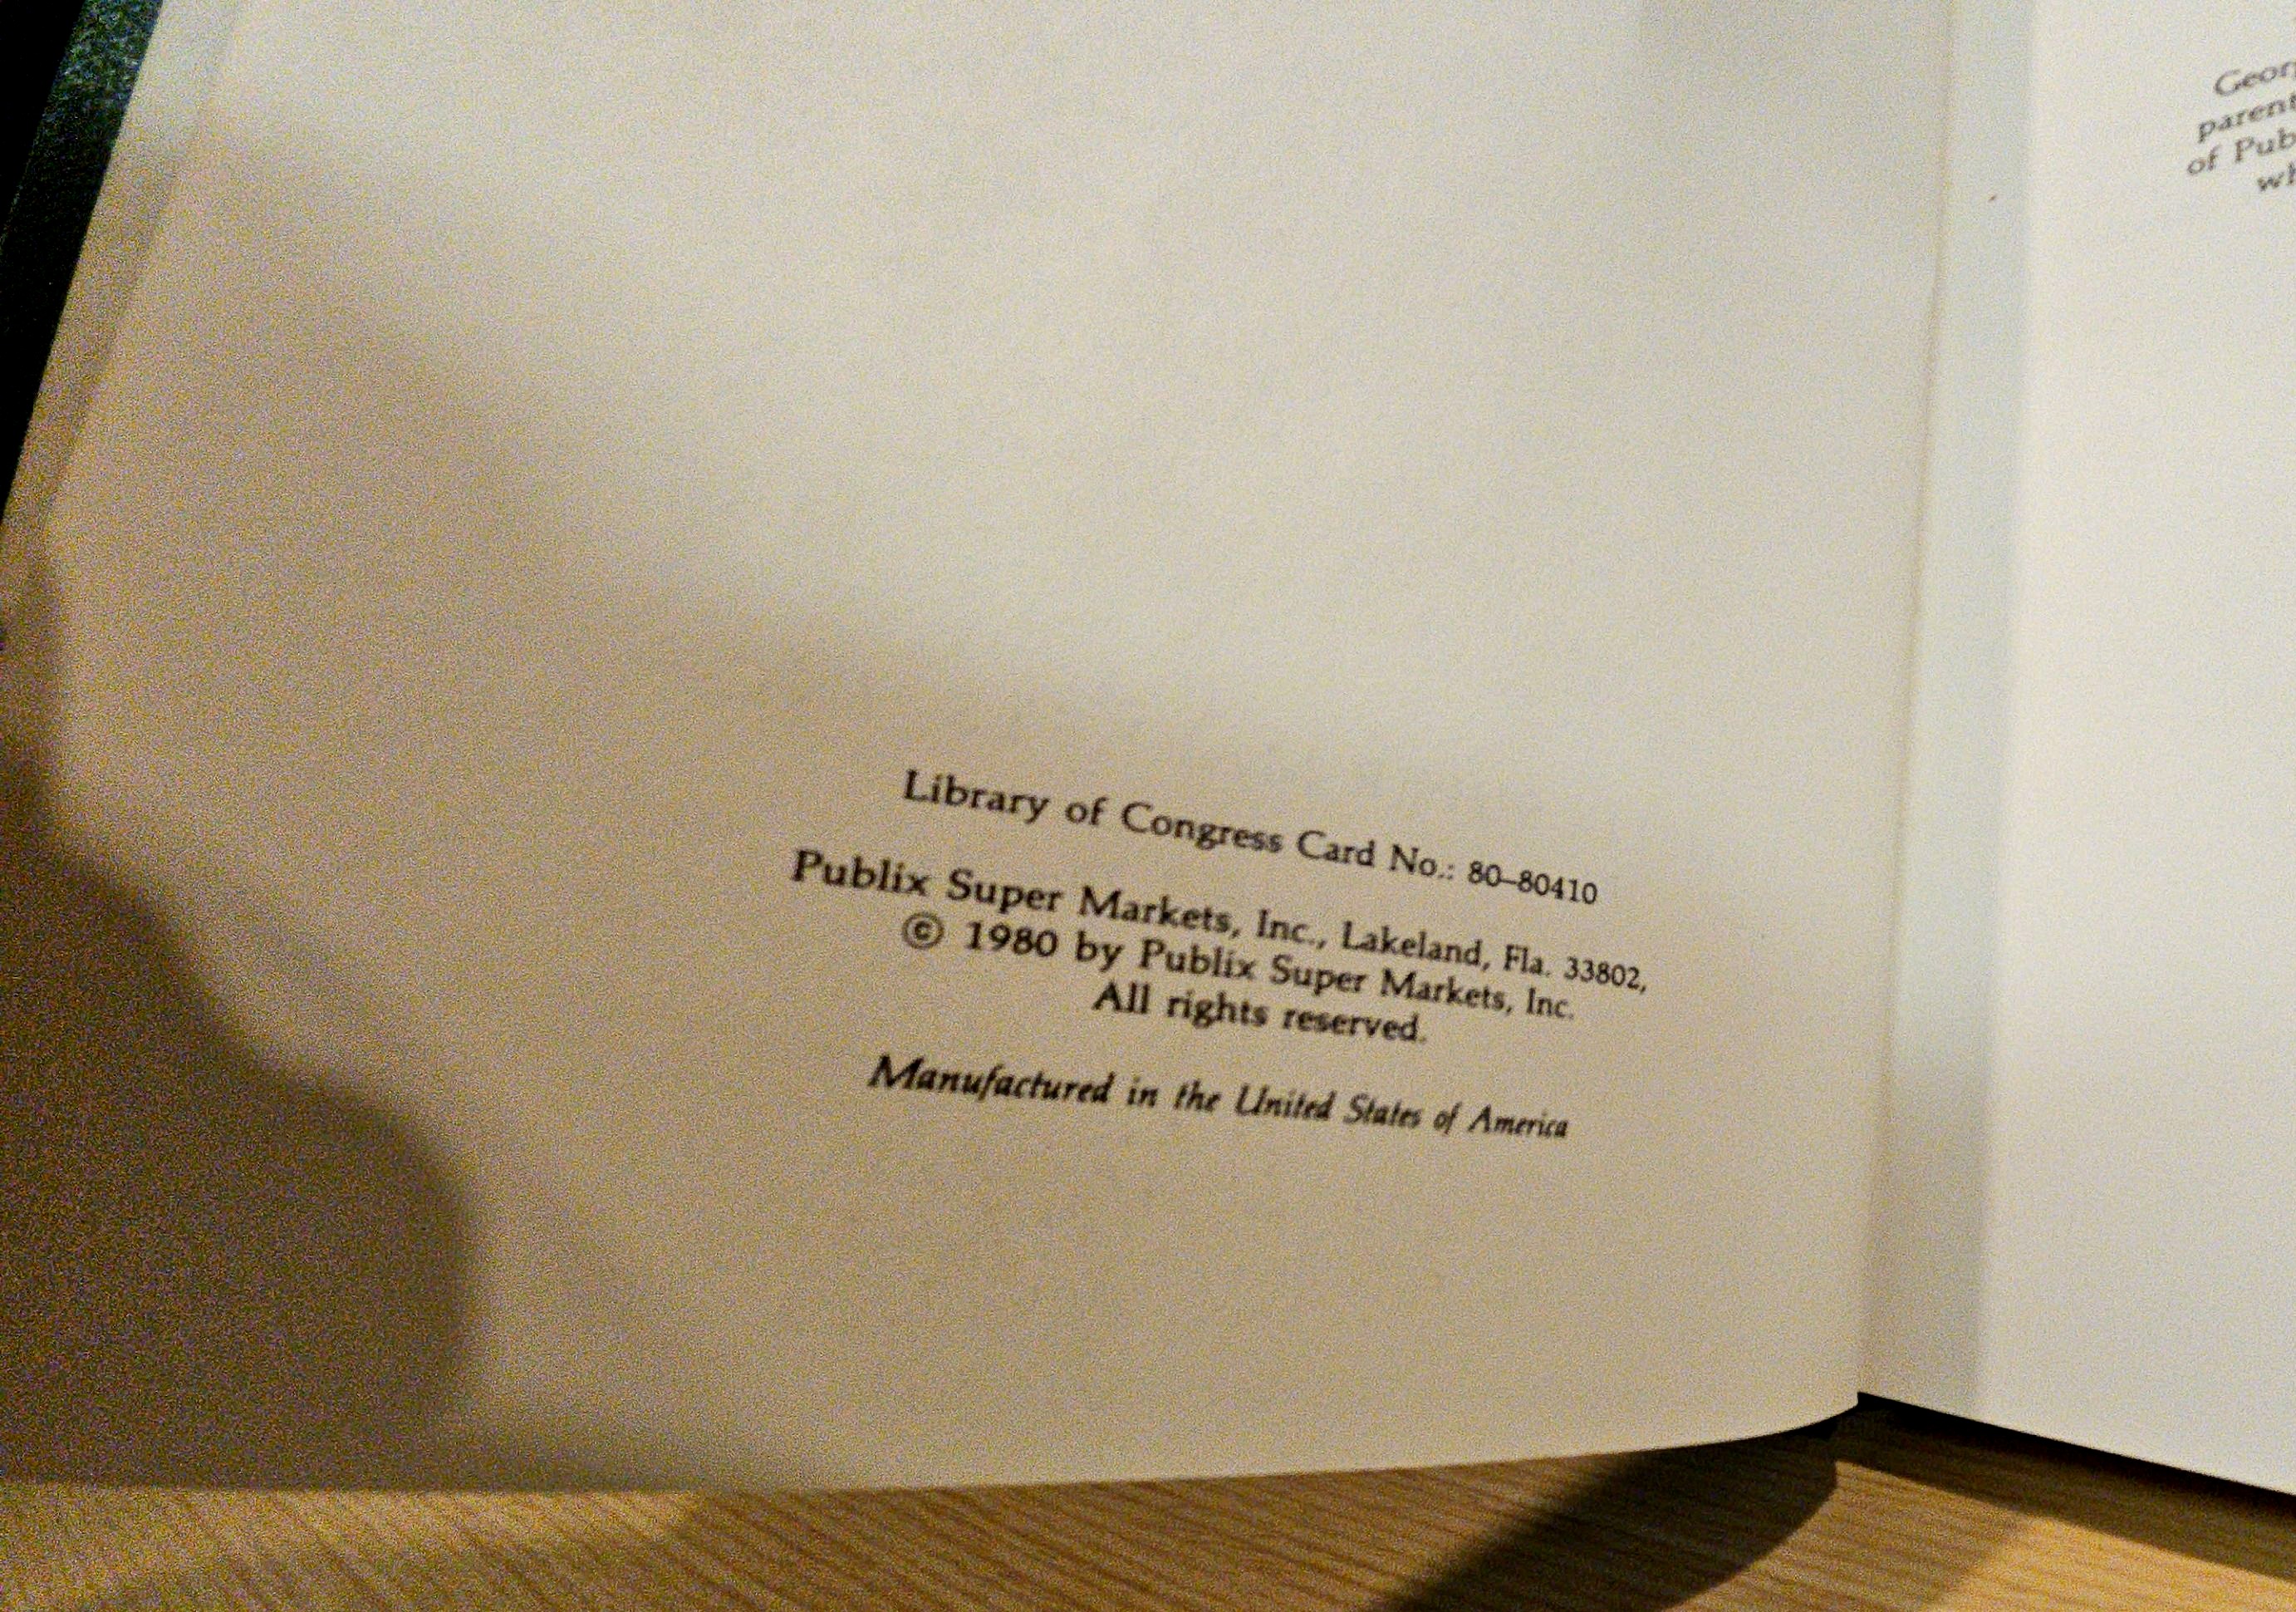 Library of Congress Card No.: 80–80410
Publix Super Markets, Inc., Lakeland, Fla. 33802,
© 1980 by Publix Super Markets, Inc.
All rights reserved.
Manufactured in the United States of America
of